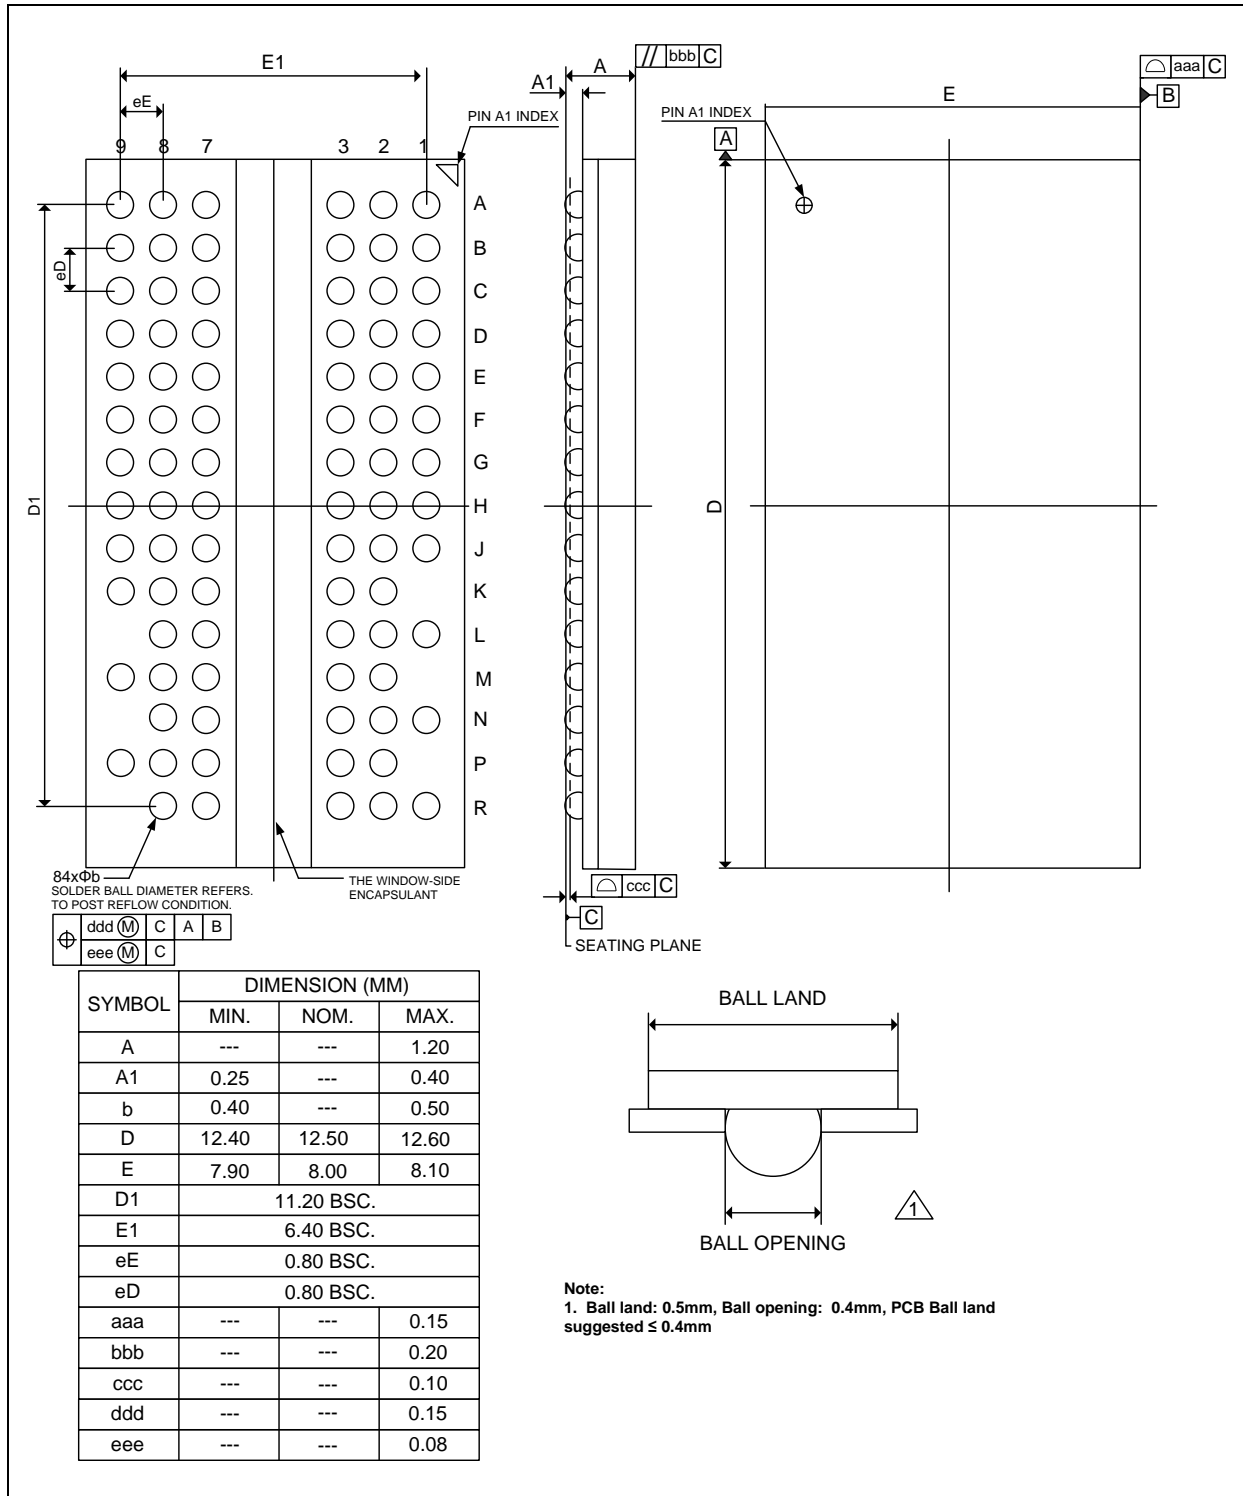 E1
eE
9 8 7 3 2 1
PIN A1 INDEX
A
B
C
D
E
F
G
H
J
K
L
M
N
P
R
eD
D1
84xΦb
SOLDER BALL DIAMETER REFERS.
TO POST REFLOW CONDITION.
ddd Ⓜ C A B
eee Ⓜ C
THE WINDOW-SIDE
ENCAPSULANT
A
A1
// bbb C
ccc C
C
SEATING PLANE
aaa C
B
E
PIN A1 INDEX
A
D
SYMBOL DIMENSION (MM)
MIN. NOM. MAX.
A --- --- 1.20
A1 0.25 --- 0.40
b 0.40 --- 0.50
D 12.40 12.50 12.60
E 7.90 8.00 8.10
D1 11.20 BSC.
E1 6.40 BSC.
eE 0.80 BSC.
eD 0.80 BSC.
aaa --- --- 0.15
bbb --- --- 0.20
ccc --- --- 0.10
ddd --- --- 0.15
eee --- --- 0.08
BALL LAND
1
BALL OPENING
Note:
1. Ball land: 0.5mm, Ball opening: 0.4mm, PCB Ball land
suggested ≤ 0.4mm